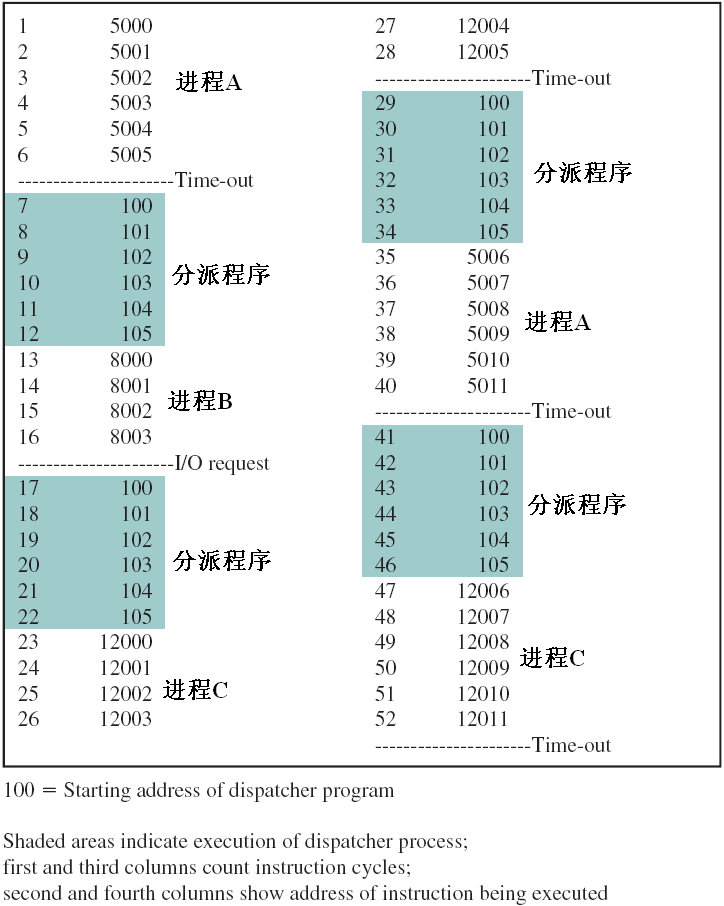 1 5000
2 5001
3 5002
进程A
4 5003
5 5004
6 5005
----------------------Time-out
7 100
8 101
9 102
分派程序
10 103
11 104
12 105
13 8000
14 8001
进程B
15 8002
16 8003
----------------------I/O request
17 100
18 101
19 102
分派程序
20 103
21 104
22 105
23 12000
24 12001
进程C
25 12002
26 12003
27 12004
28 12005
----------------------Time-out
29 100
30 101
31 102
分派程序
32 103
33 104
34 105
35 5006
36 5007
37 5008
进程A
38 5009
39 5010
40 5011
----------------------Time-out
41 100
42 101
43 102
分派程序
44 103
45 104
46 105
47 12006
48 12007
49 12008
进程C
50 12009
51 12010
52 12011
----------------------Time-out
100 = Starting address of dispatcher program
Shaded areas indicate execution of dispatcher process;
first and third columns count instruction cycles;
second and fourth columns show address of instruction being executed